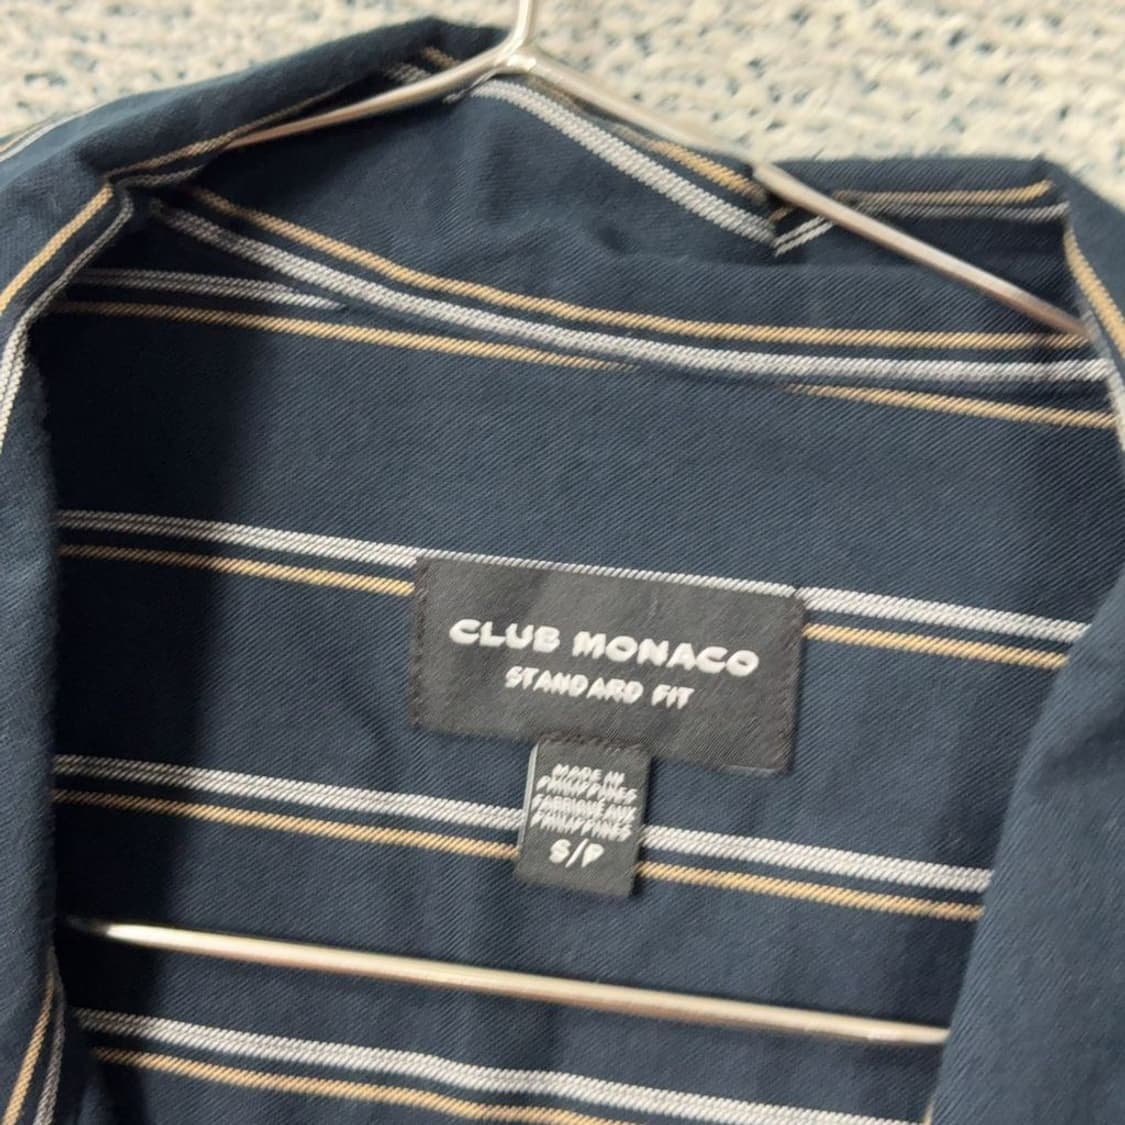 CLUB MONACO
STANDARD FIT
MADE IN
PHILIPPINES
FABRIQUÉ AUX
PHILIPPINES
S/P